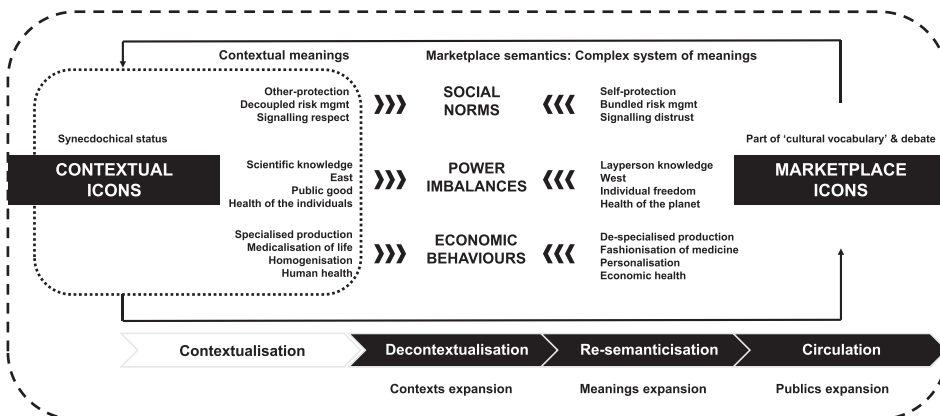 Contextual meanings
Marketplace semantics: Complex system of meanings
Other-protection
Decoupled risk mgmt
Signalling respect
SOCIAL
NORMS
Self-protection
Bundled risk mgmt
Signalling distrust
Synecdochical status
CONTEXTUAL
ICONS
Scientific knowledge
East
Public good
Health of the individuals
POWER
IMBALANCES
Layperson knowledge
West
Individual freedom
Health of the planet
Part of ‘cultural vocabulary’ & debate
MARKETPLACE
ICONS
Specialised production
Medicalisation of life
Homogenisation
Human health
ECONOMIC
BEHAVIOURS
De-specialised production
Fashionisation of medicine
Personalisation
Economic health
Contextualisation
Decontextualisation
Re-semanticisation
Circulation
Contexts expansion
Meanings expansion
Publics expansion